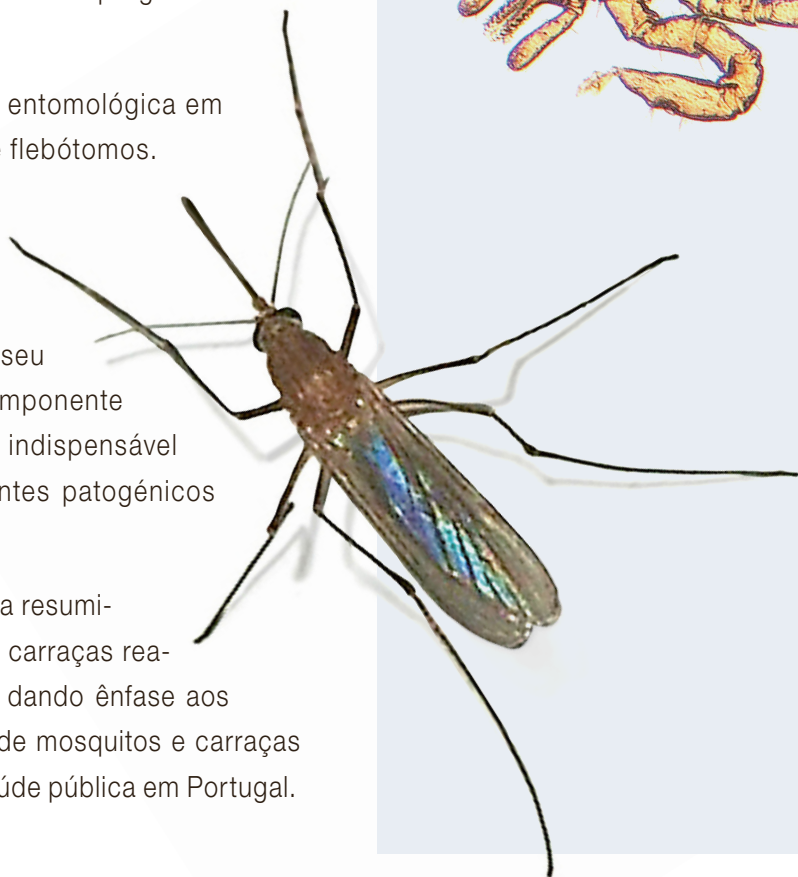 entomológica em
flebótomos.
seu
mponente
indispensável
ntes patogénicos
a resumi-
carraças rea-
dando ênfase aos
de mosquitos e carraças
úde pública em Portugal.